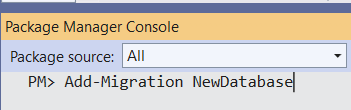 Package Manager Console
Package source: All
PM> Add-Migration NewDatabase